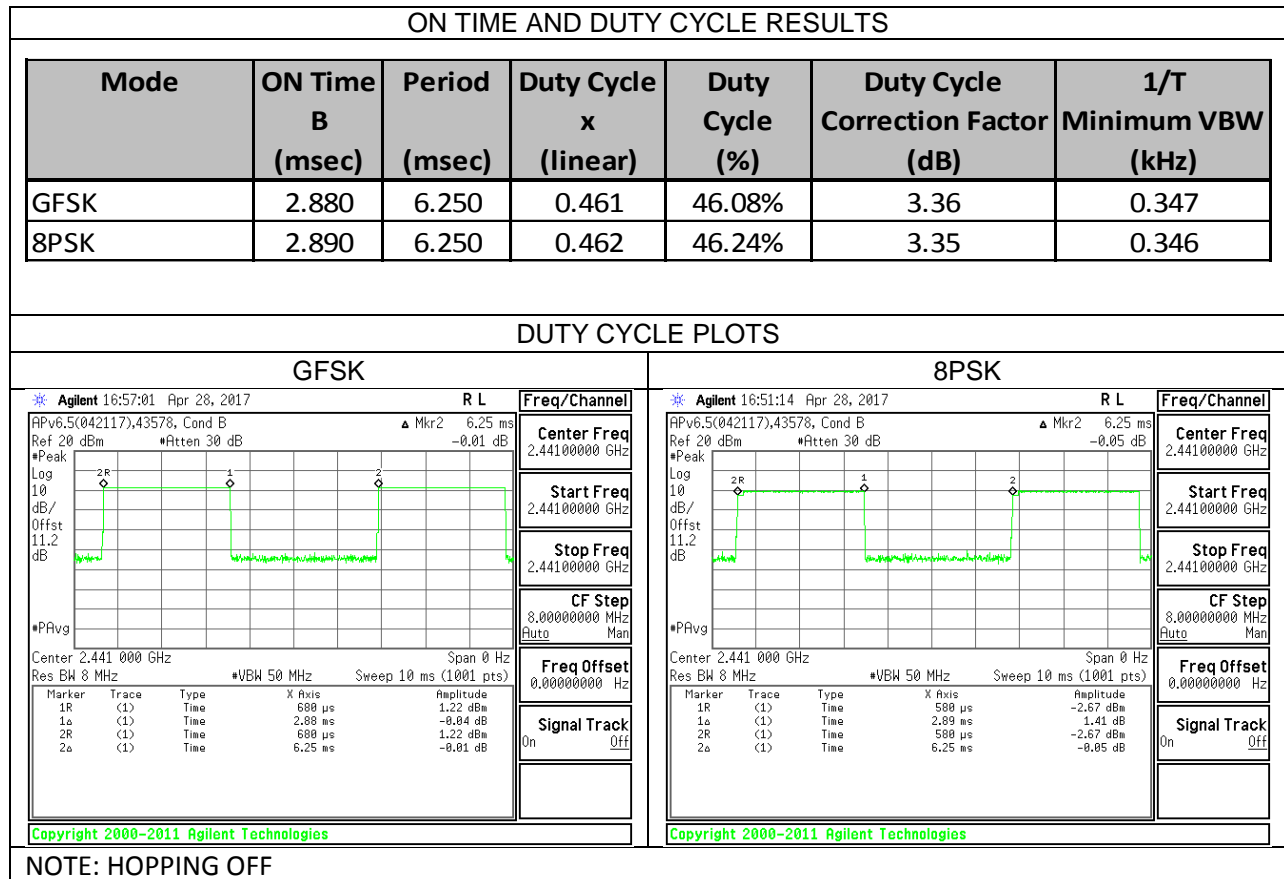 ON TIME AND DUTY CYCLE RESULTS
Mode ON Time Period Duty Cycle Duty Duty Cycle 1/T
B x Cycle Correction Factor Minimum VBW
(msec) (msec) (linear) (%) (dB) (kHz)
GFSK 2.880 6.250 0.461 46.08% 3.36 0.347
8PSK 2.890 6.250 0.462 46.24% 3.35 0.346
DUTY CYCLE PLOTS
GFSK
Agilent 16:57:01 Apr 28, 2017 R L
APv6.5(042117),43578, Cond B Δ Mkr2 6.25 ms
Ref 20 dBm #Atten 30 dB -0.01 dB
#Peak
Log
10
dB/
Offst
11.2
dB
2R 1 2
#PAvg
Center 2.441 000 GHz Span 0 Hz
Res BW 8 MHz #VBW 50 MHz Sweep 10 ms (1001 pts)
Marker Trace Type X Axis Amplitude
1R (1) Time 680 µs 1.22 dBm
1Δ (1) Time 2.88 ms -0.04 dB
2R (1) Time 680 µs 1.22 dBm
2Δ (1) Time 6.25 ms -0.01 dB
Copyright 2000-2011 Agilent Technologies
Freq/Channel
Center Freq
2.44100000 GHz
Start Freq
2.44100000 GHz
Stop Freq
2.44100000 GHz
CF Step
8.00000000 MHz
Auto Man
Freq Offset
0.00000000 Hz
Signal Track
On Off
8PSK
Agilent 16:51:14 Apr 28, 2017 R L
APv6.5(042117),43578, Cond B Δ Mkr2 6.25 ms
Ref 20 dBm #Atten 30 dB -0.05 dB
#Peak
Log
10
dB/
Offst
11.2
dB
2R 1 2
#PAvg
Center 2.441 000 GHz Span 0 Hz
Res BW 8 MHz #VBW 50 MHz Sweep 10 ms (1001 pts)
Marker Trace Type X Axis Amplitude
1R (1) Time 580 µs -2.67 dBm
1Δ (1) Time 2.89 ms 1.41 dB
2R (1) Time 580 µs -2.67 dBm
2Δ (1) Time 6.25 ms -0.05 dB
Copyright 2000-2011 Agilent Technologies
Freq/Channel
Center Freq
2.44100000 GHz
Start Freq
2.44100000 GHz
Stop Freq
2.44100000 GHz
CF Step
8.00000000 MHz
Auto Man
Freq Offset
0.00000000 Hz
Signal Track
On Off
NOTE: HOPPING OFF